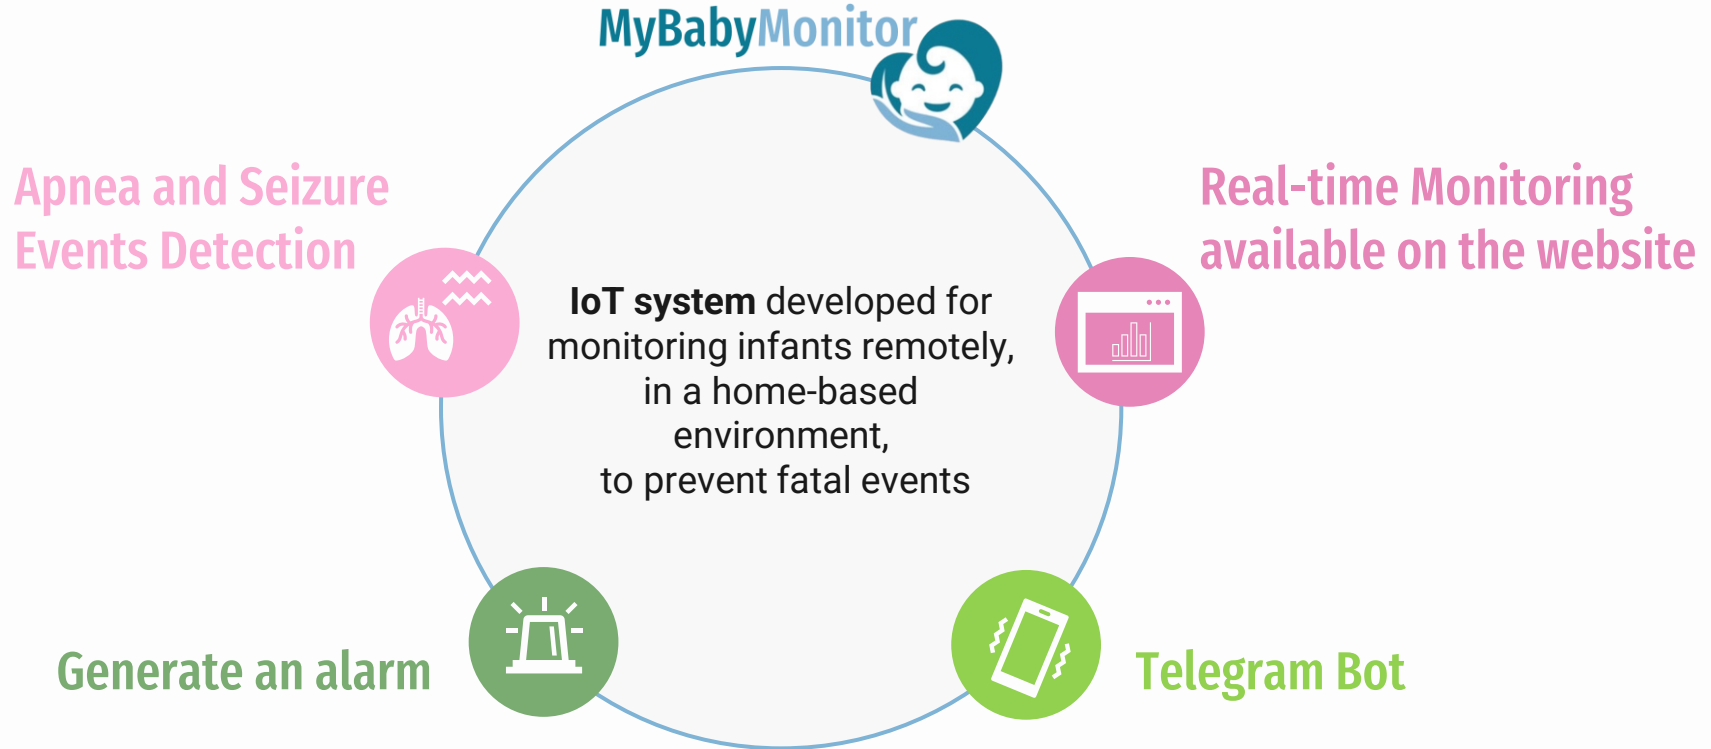 MyBabyMonitor
Apnea and Seizure
Events Detection
Real-time Monitoring
available on the website
IoT system developed for
monitoring infants remotely,
in a home-based
environment,
to prevent fatal events
Generate an alarm
Telegram Bot